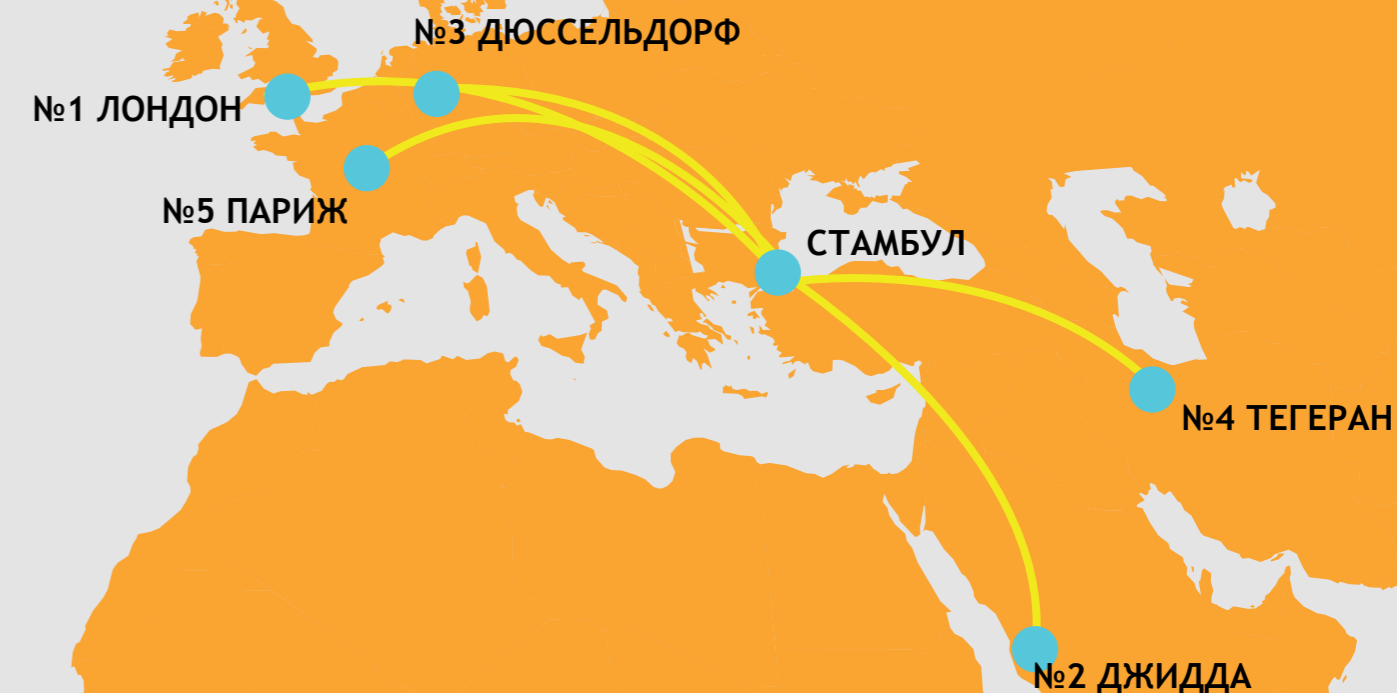 №3 ДЮССЕЛЬДОРФ
№1 ЛОНДОН
№5 ПАРИЖ
СТАМБУЛ
№4 ТЕГЕРАН
№2 ДЖИДДА